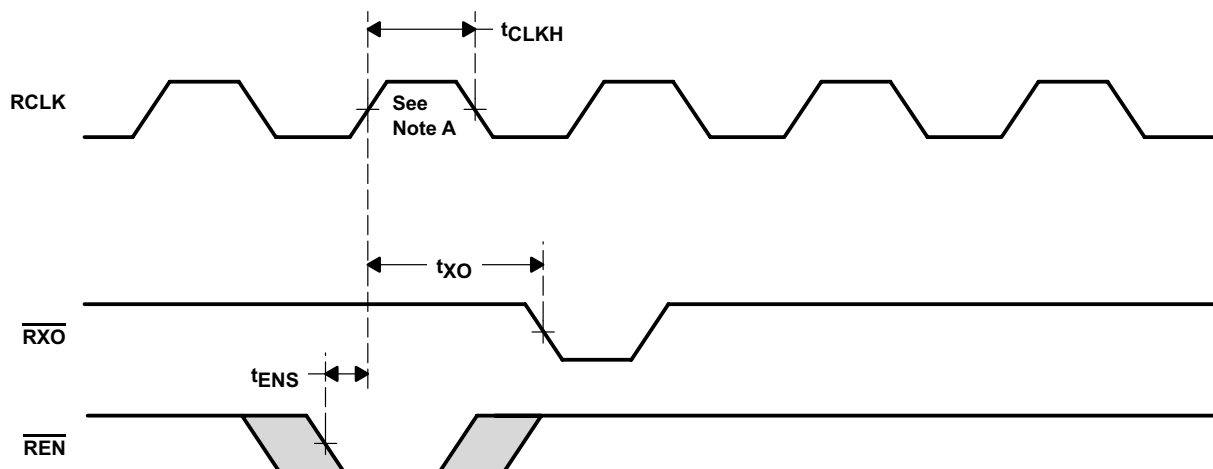 tCLKH
RCLK
See
Note A
tXO
RXO
tENS
REN